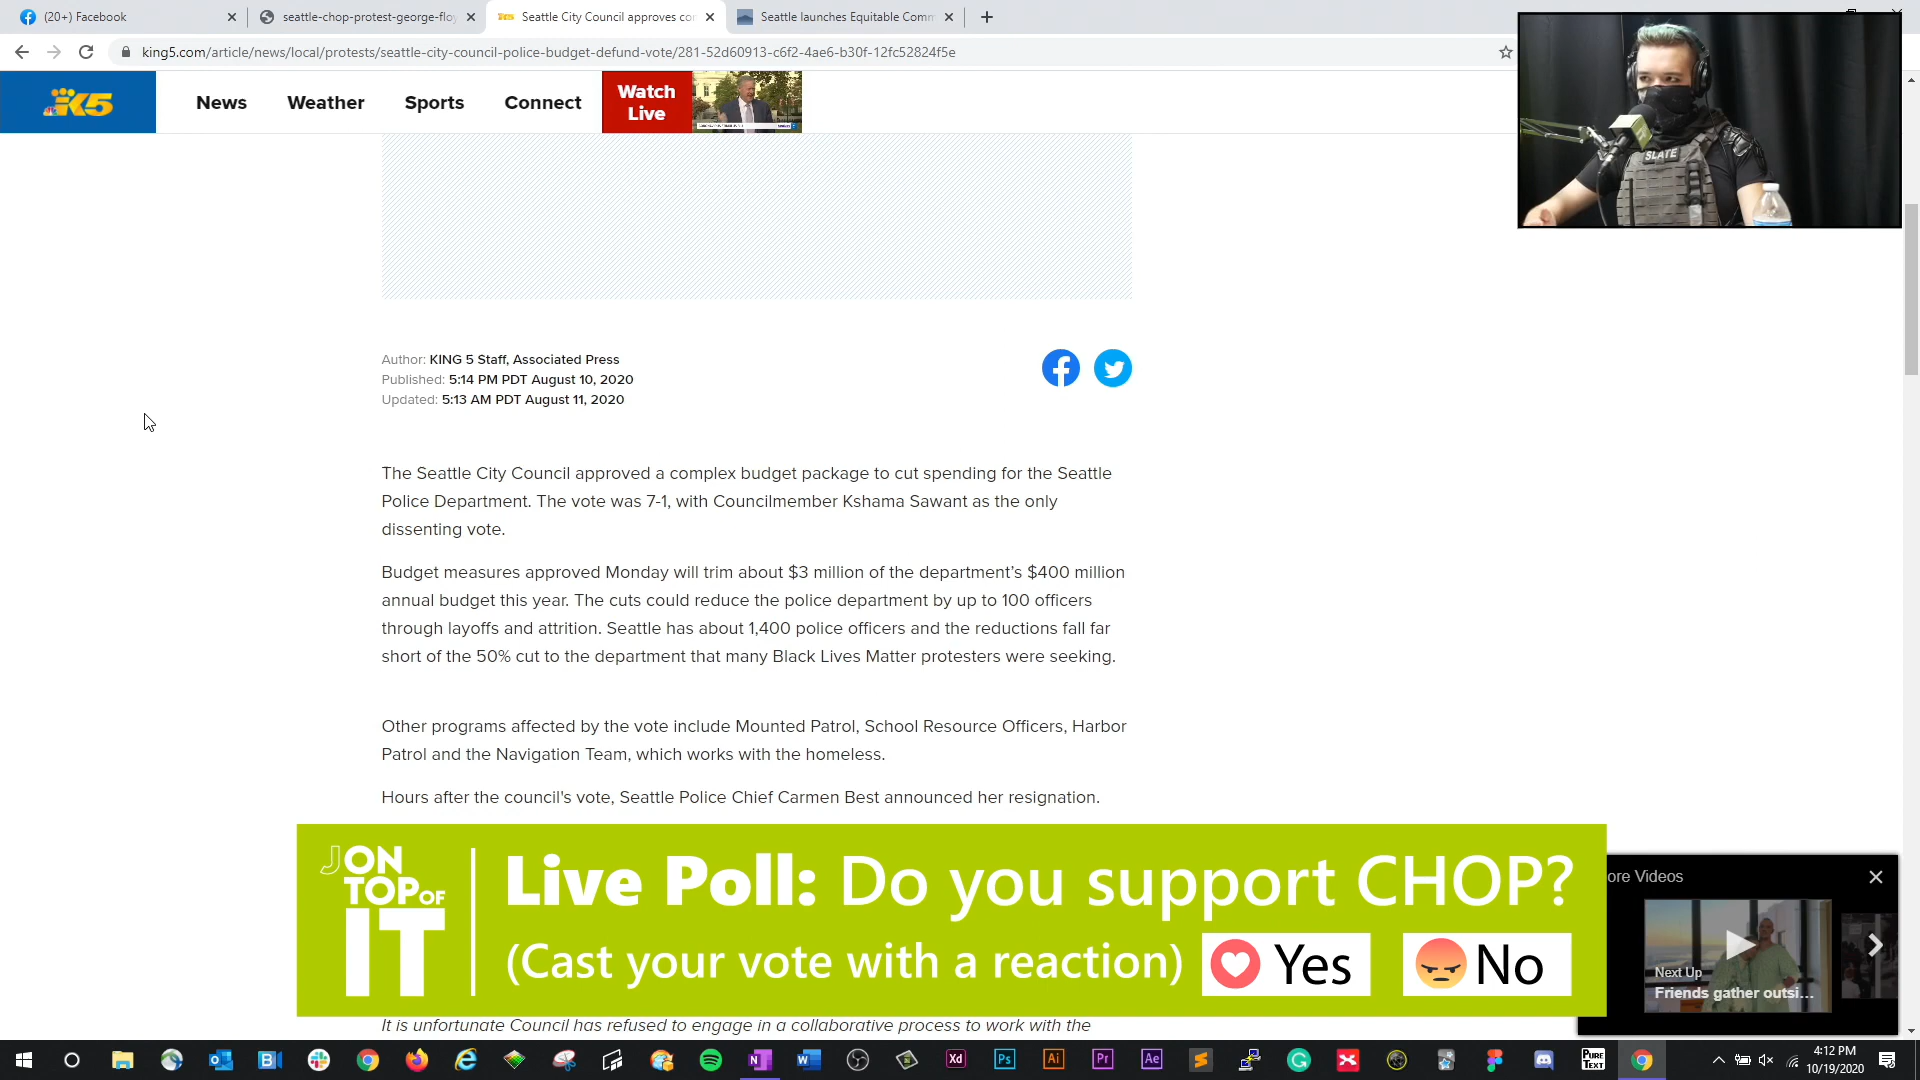 (20+) Facebook
seattle-chop-protest-george-floy
Seattle City Council approves cor
Seattle launches Equitable Comm
king5.com/article/news/local/protests/seattle-city-council-police-budget-defund-vote/281-52d60913-c6f2-4ae6-b30f-12fc52824f5e
K5
News
Weather
Sports
Connect
Watch
Live
SLATE
Author: KING 5 Staff, Associated Press
Published: 5:14 PM PDT August 10, 2020
Updated: 5:13 AM PDT August 11, 2020
The Seattle City Council approved a complex budget package to cut spending for the Seattle
Police Department. The vote was 7-1, with Councilmember Kshama Sawant as the only
dissenting vote.
Budget measures approved Monday will trim about $3 million of the department’s $400 million
annual budget this year. The cuts could reduce the police department by up to 100 officers
through layoffs and attrition. Seattle has about 1,400 police officers and the reductions fall far
short of the 50% cut to the department that many Black Lives Matter protesters were seeking.
Other programs affected by the vote include Mounted Patrol, School Resource Officers, Harbor
Patrol and the Navigation Team, which works with the homeless.
Hours after the council's vote, Seattle Police Chief Carmen Best announced her resignation.
JON
TOP OF
IT
Live Poll: Do you support CHOP?
(Cast your vote with a reaction) Yes No
ore Videos
Next Up
Friends gather outsi...
It is unfortunate Council has refused to engage in a collaborative process to work with the
Xd
Ps
Ai
Pr
Ae
PURE
TEXT
4:12 PM
10/19/2020